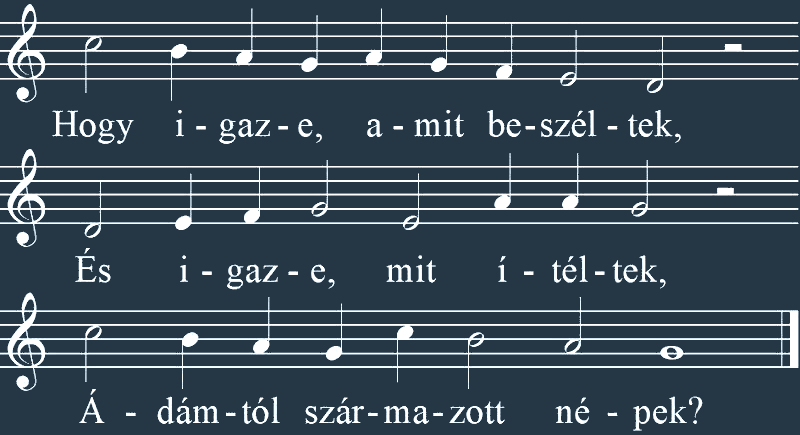 Hogy i - gaz - e, a - mit be - szél - tek,
És i - gaz - e, mit í - tél - tek,
Á - dám - tól szár - ma - zott né - pek?